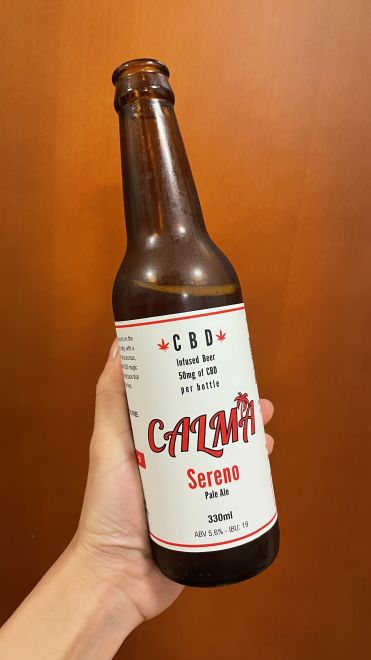 CBD
Infused Beer
50mg of CBD
per bottle
CALMA
Sereno
Pale Ale
330ml
ABV 5.6% - IBU: 19